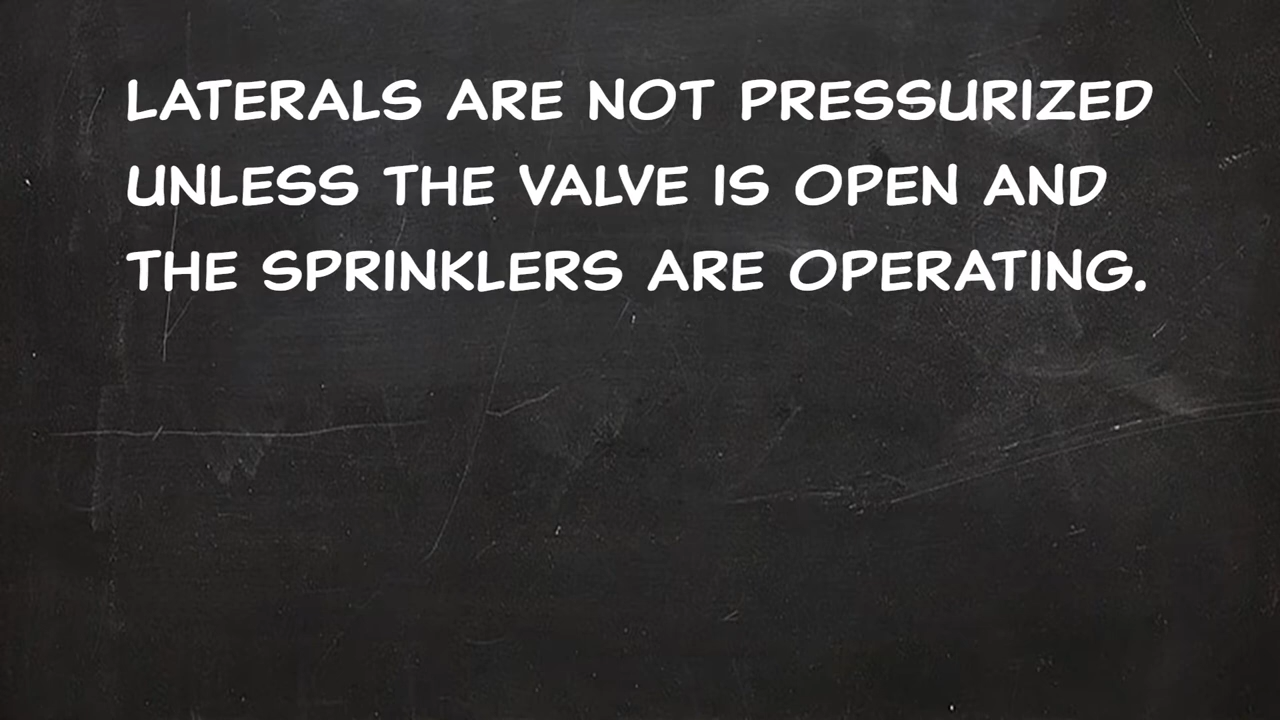 LATERALS ARE NOT PRESSURIZED
UNLESS THE VALVE IS OPEN AND
THE SPRINKLERS ARE OPERATING.